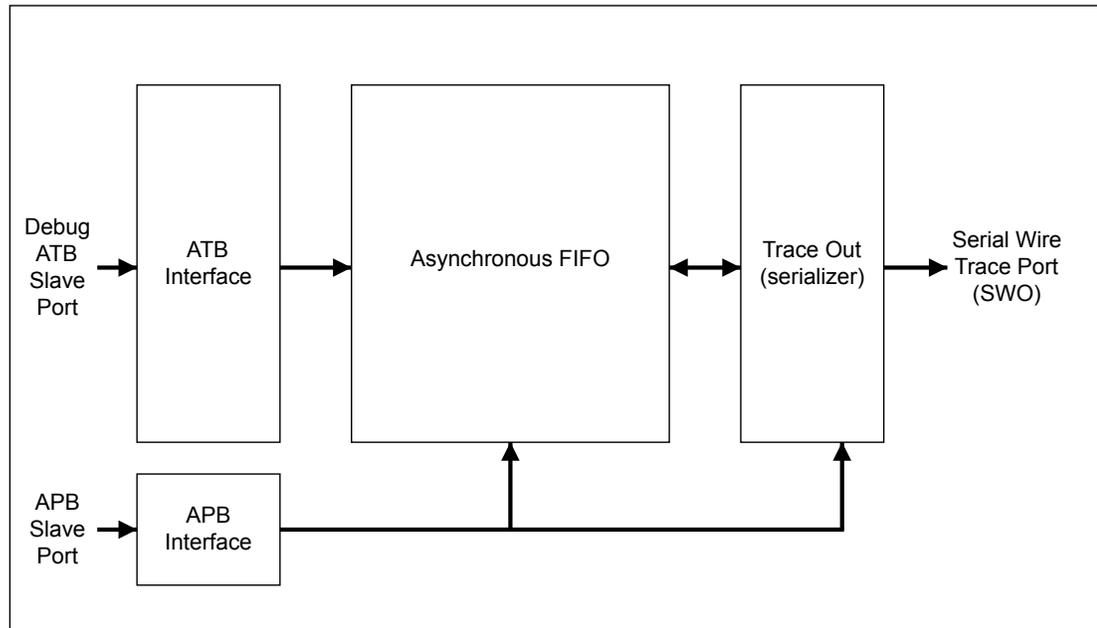 Debug
ATB
Slave
Port
ATB
Interface
Asynchronous FIFO
Trace Out
(serializer)
Serial Wire
Trace Port
(SWO)
APB
Slave
Port
APB
Interface